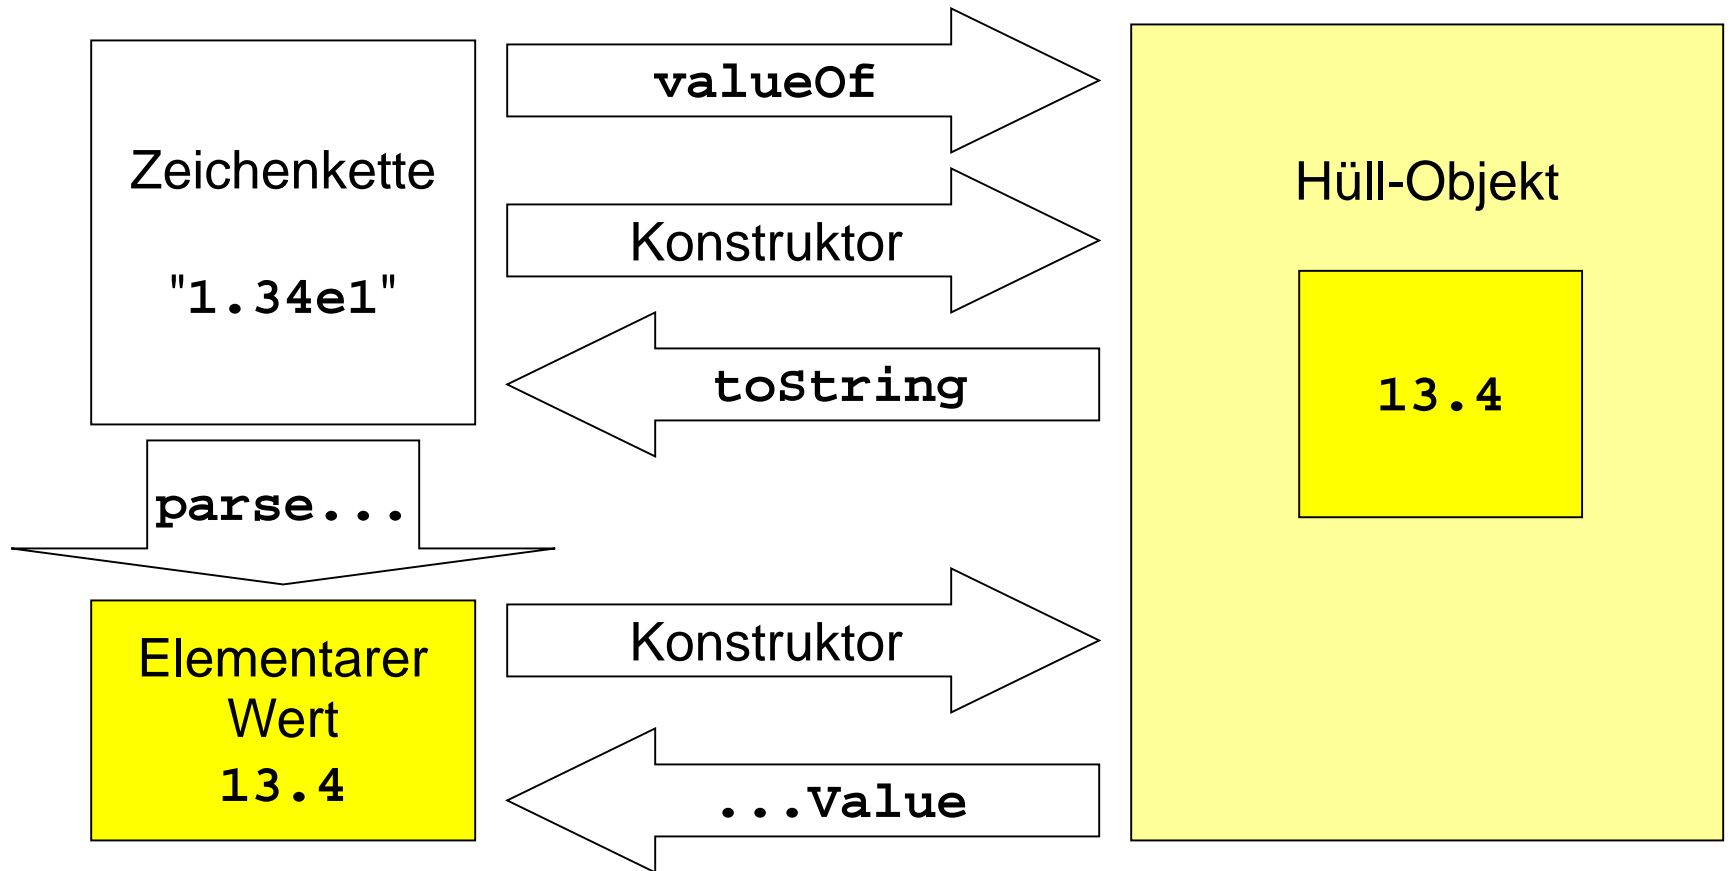 Zeichenkette
"1.34e1"
valueOf
Konstruktor
toString
Hüll-Objekt
13.4
parse...
Elementarer
Wert
13.4
Konstruktor
...Value